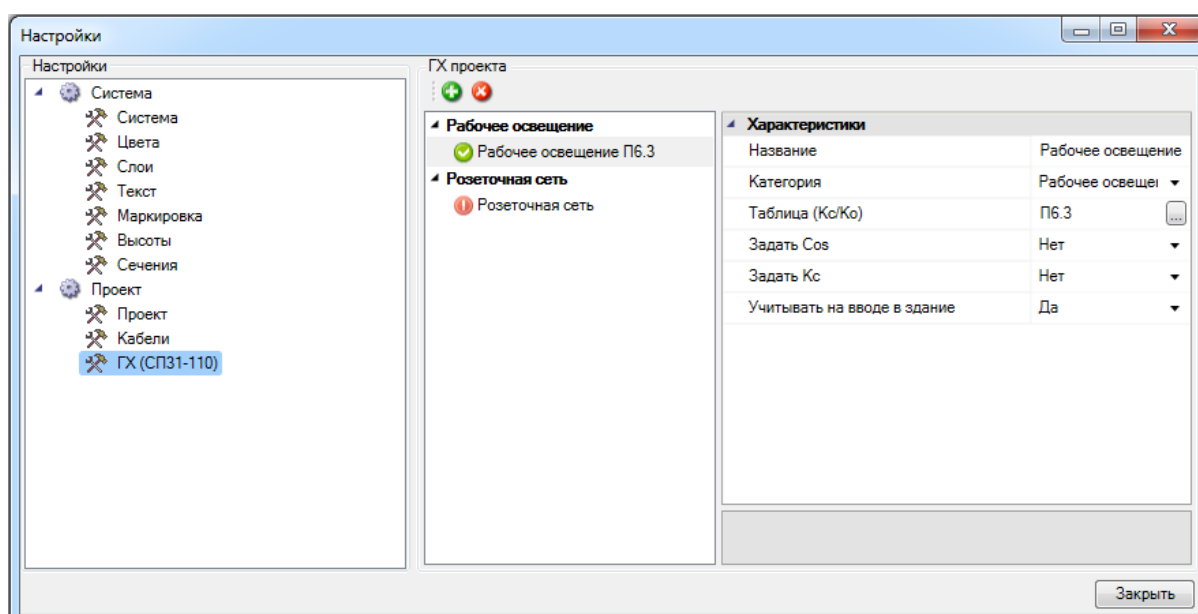 Настройки
Настройки
Система
Система
Цвета
Слои
Текст
Маркировка
Высоты
Сечения
Проект
Проект
Кабели
ГХ (СП31-110)
ГХ проекта
Рабочее освещение
Рабочее освещение П6.3
Розеточная сеть
Розеточная сеть
Характеристики
Название Рабочее освещение
Категория Рабочее освещен
Таблица (Кс/Ко) П6.3 ...
Задать Cos Нет
Задать Кс Нет
Учитывать на вводе в здание Да
Закрыть